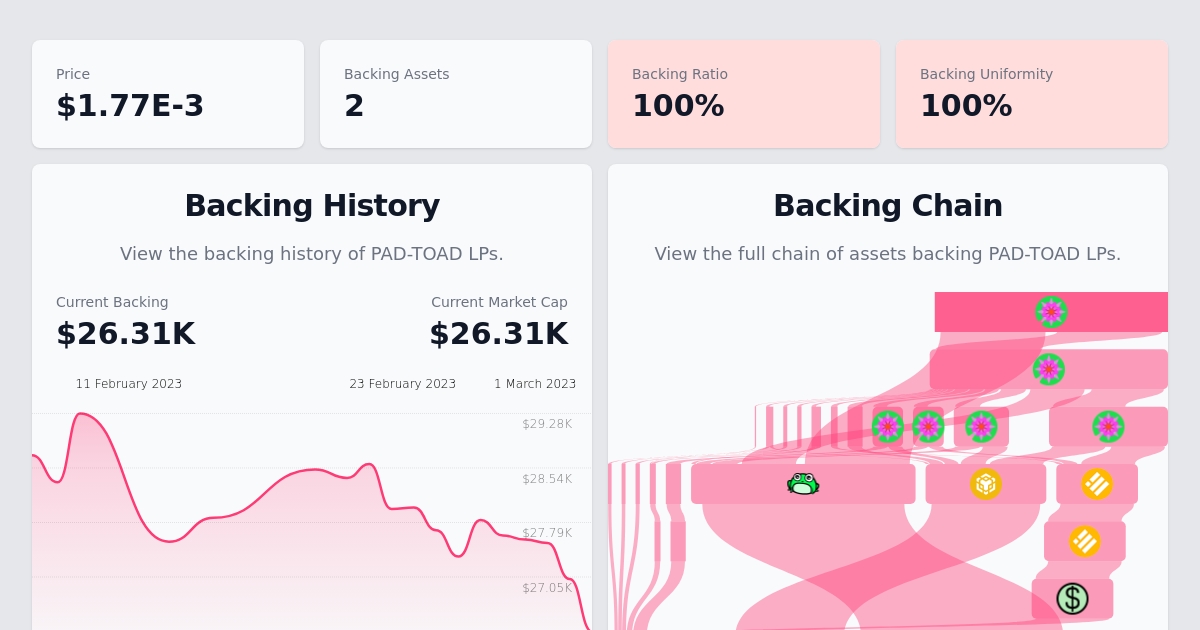 Price
$1.77E-3
Backing Assets
2
Backing Ratio
100%
Backing Uniformity
100%
Backing History
View the backing history of PAD-TOAD LPs.
Current Backing
$26.31K
Current Market Cap
$26.31K
11 February 2023
23 February 2023
1 March 2023
$29.28K
$28.54K
$27.79K
$27.05K
Backing Chain
View the full chain of assets backing PAD-TOAD LPs.
$